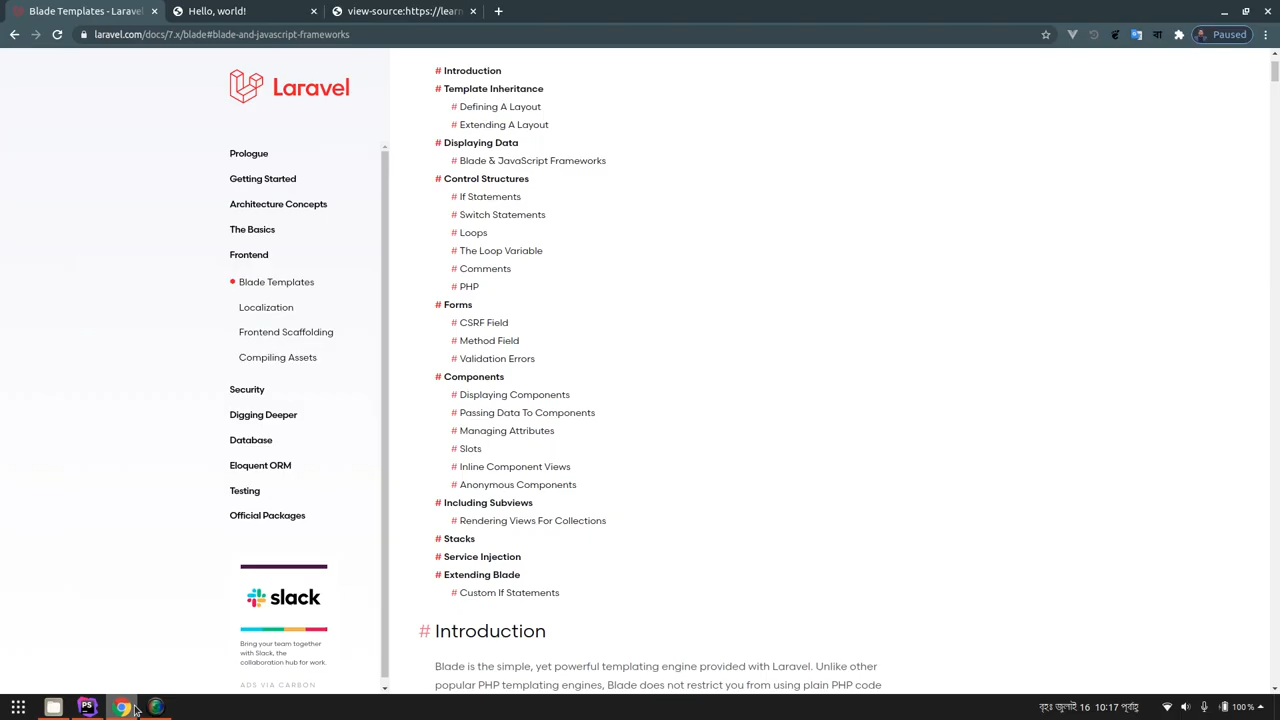 Blade Templates - Laravel
Hello, world!
view-source:https://learn
Paused
laravel.com/docs/7.x/blade#blade-and-javascript-frameworks
Laravel
Prologue
Getting Started
Architecture Concepts
The Basics
Frontend
Blade Templates
Localization
Frontend Scaffolding
Compiling Assets
Security
Digging Deeper
Database
Eloquent ORM
Testing
Official Packages
slack
Bring your team together
with Slack, the
collaboration hub for work.
ADS VIA CARBON
# Introduction
# Template Inheritance
# Defining A Layout
# Extending A Layout
# Displaying Data
# Blade & JavaScript Frameworks
# Control Structures
# If Statements
# Switch Statements
# Loops
# The Loop Variable
# Comments
# PHP
# Forms
# CSRF Field
# Method Field
# Validation Errors
# Components
# Displaying Components
# Passing Data To Components
# Managing Attributes
# Slots
# Inline Component Views
# Anonymous Components
# Including Subviews
# Rendering Views For Collections
# Stacks
# Service Injection
# Extending Blade
# Custom If Statements
# Introduction
Blade is the simple, yet powerful templating engine provided with Laravel. Unlike other
popular PHP templating engines, Blade does not restrict you from using plain PHP code
PS
বৃহঃ জুলাই 16 10:17 পূর্বাহ্ণ
100%